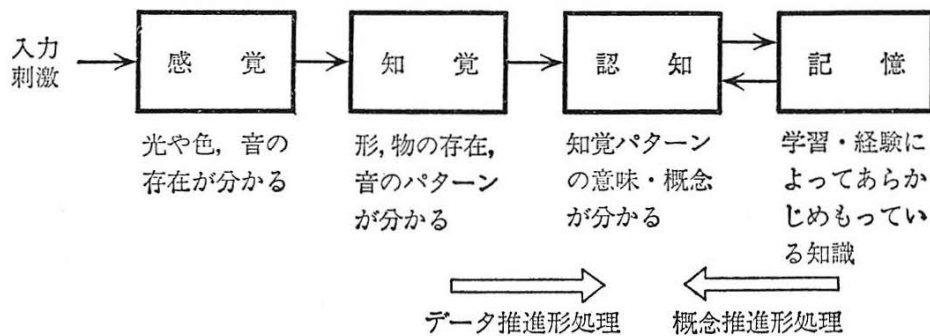 入力
刺激
感覚
知覚
認知
記憶
光や色, 音の
存在が分かる
形, 物の存在,
音のパターン
が分かる
知覚パターン
の意味・概念
が分かる
学習・経験に
よってあらか
じめもってい
る知識
データ推進形処理
概念推進形処理